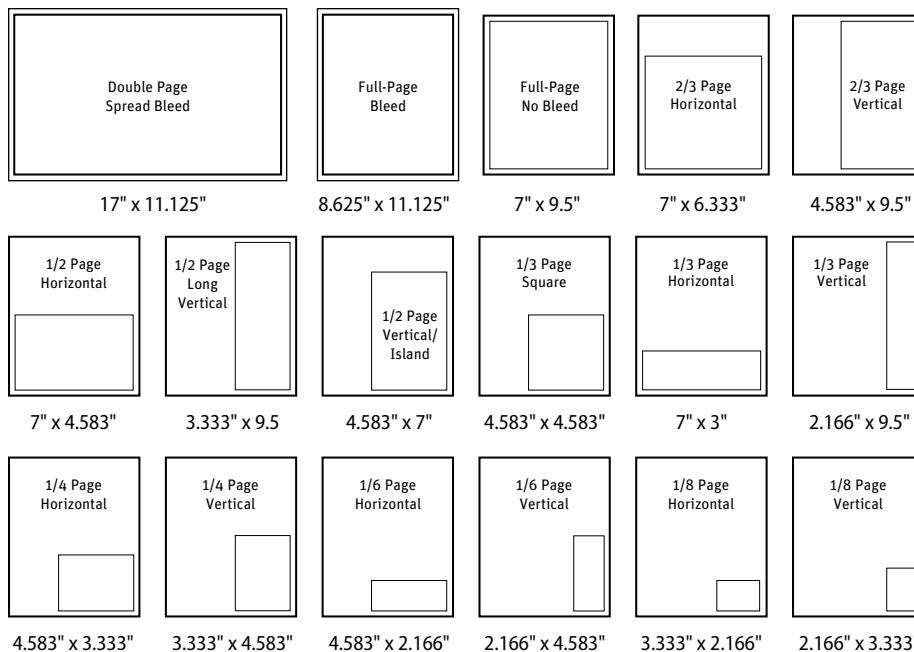 Double Page
Spread Bleed
Full-Page
Bleed
Full-Page
No Bleed
2/3 Page
Horizontal
2/3 Page
Vertical
17" x 11.125"
8.625" x 11.125"
7" x 9.5"
7" x 6.333"
4.583" x 9.5"
1/2 Page
Horizontal
1/2 Page
Long
Vertical
1/2 Page
Vertical/
Island
1/3 Page
Square
1/3 Page
Horizontal
1/3 Page
Vertical
7" x 4.583"
3.333" x 9.5
4.583" x 7"
4.583" x 4.583"
7" x 3"
2.166" x 9.5"
1/4 Page
Horizontal
1/4 Page
Vertical
1/6 Page
Horizontal
1/6 Page
Vertical
1/8 Page
Horizontal
1/8 Page
Vertical
4.583" x 3.333"
3.333" x 4.583"
4.583" x 2.166"
2.166" x 4.583"
3.333" x 2.166"
2.166" x 3.333